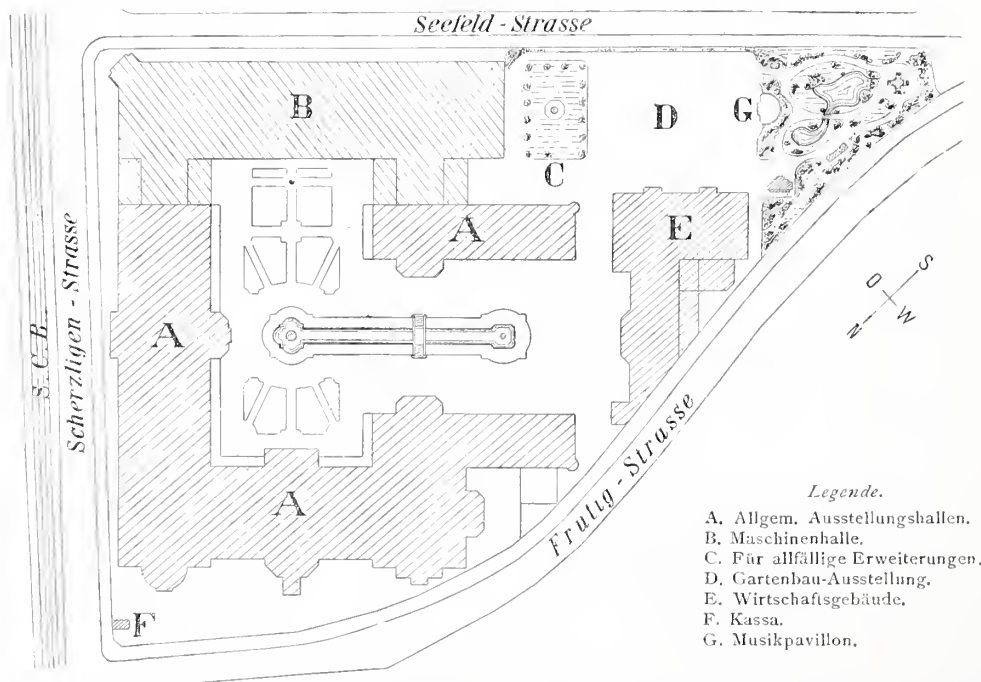 Seefeld - Strasse
B
C
D
G
A
E
S
O
W
N
A
S. C. B.
Scherzligen - Strasse
A
Frutig - Strasse
F
Legende.
A. Allgem. Ausstellungshallen.
B. Maschinenhalle.
C. Für allfällige Erweiterungen.
D. Gartenbau-Ausstellung.
E. Wirtschaftsgebäude.
F. Kassa.
G. Musikpavillon.